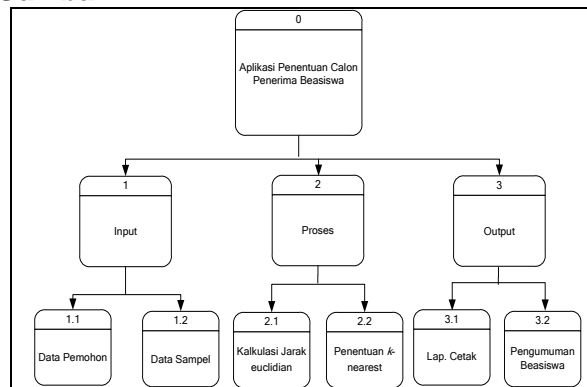 0
Aplikasi Penentuan Calon
Penerima Beasiswa
1
Input
2
Proses
3
Output
1.1
Data Pemohon
1.2
Data Sampel
2.1
Kalkulasi Jarak
euclidian
2.2
Penentuan k-
nearest
3.1
Lap. Cetak
3.2
Pengumuman
Beasiswa